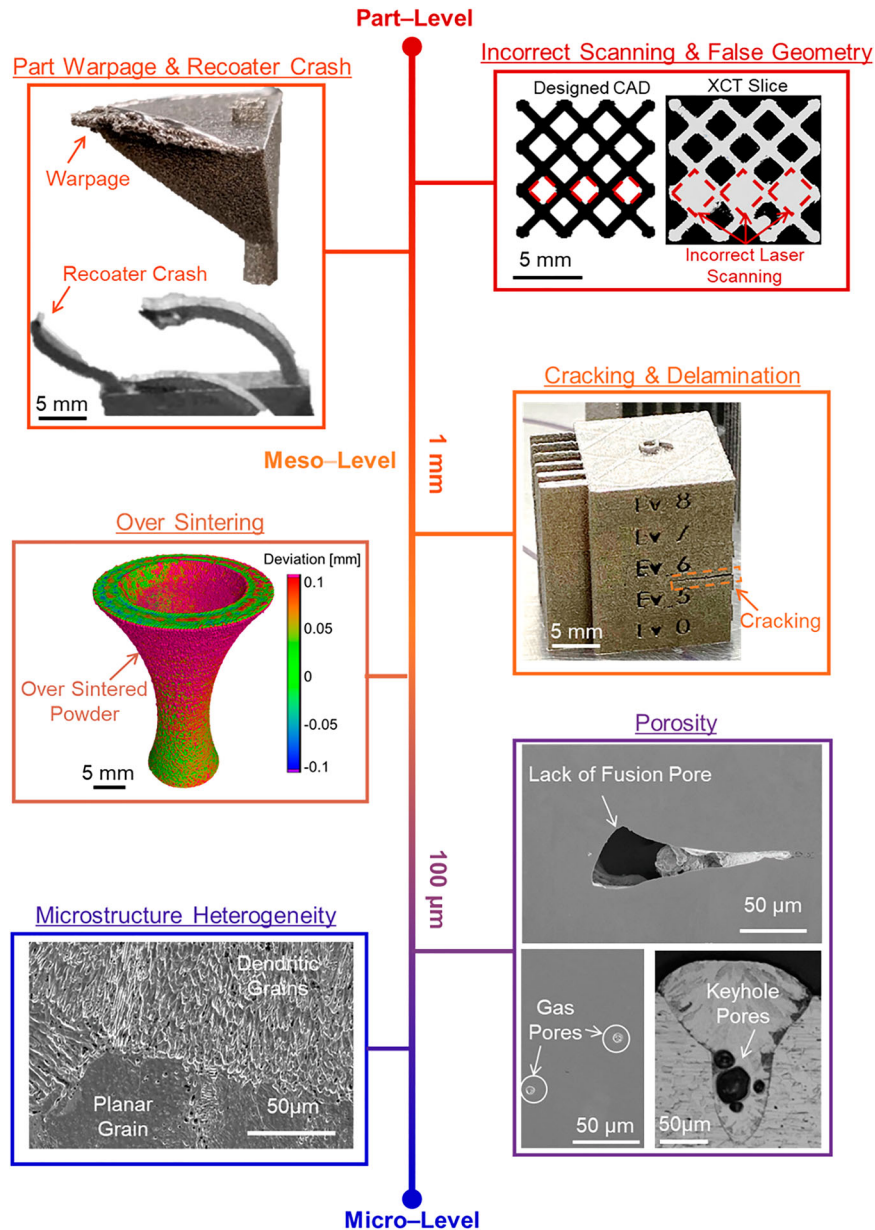 Part–Level
Part Warpage & Recoater Crash
Warpage
Recoater Crash
5 mm
Incorrect Scanning & False Geometry
Designed CAD
XCT Slice
5 mm
Incorrect Laser
Scanning
Cracking & Delamination
5 mm
Cracking
1 mm
Meso–Level
Over Sintering
Deviation [mm]
0.1
0.05
0
-0.05
-0.1
Over Sintered
Powder
5 mm
Porosity
Lack of Fusion Pore
50 µm
Gas
Pores
50 µm
Keyhole
Pores
50µm
100 µm
Microstructure Heterogeneity
Dendritic
Grains
Planar
Grain
50µm
Micro–Level